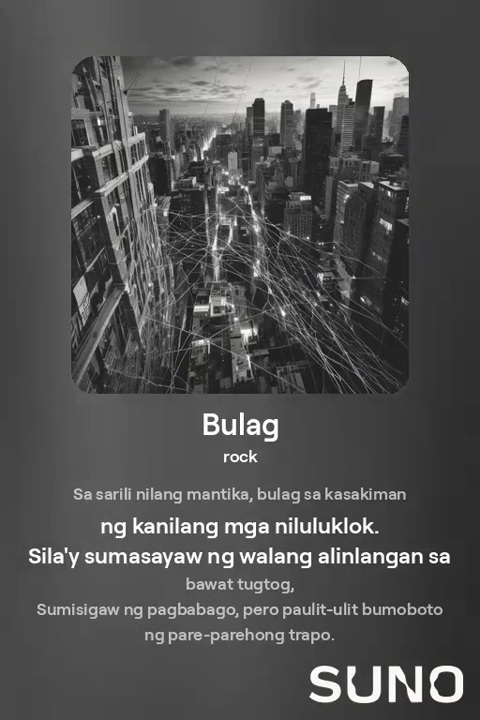 Bulag
rock
Sa sarili nilang mantika, bulag sa kasakiman
ng kanilang mga niluluklok.
Sila'y sumasayaw ng walang alinlangan sa
bawat tugtog,
Sumisigaw ng pagbabago, pero paulit-ulit bumoboto
ng pare-parehong trapo.
SUNO